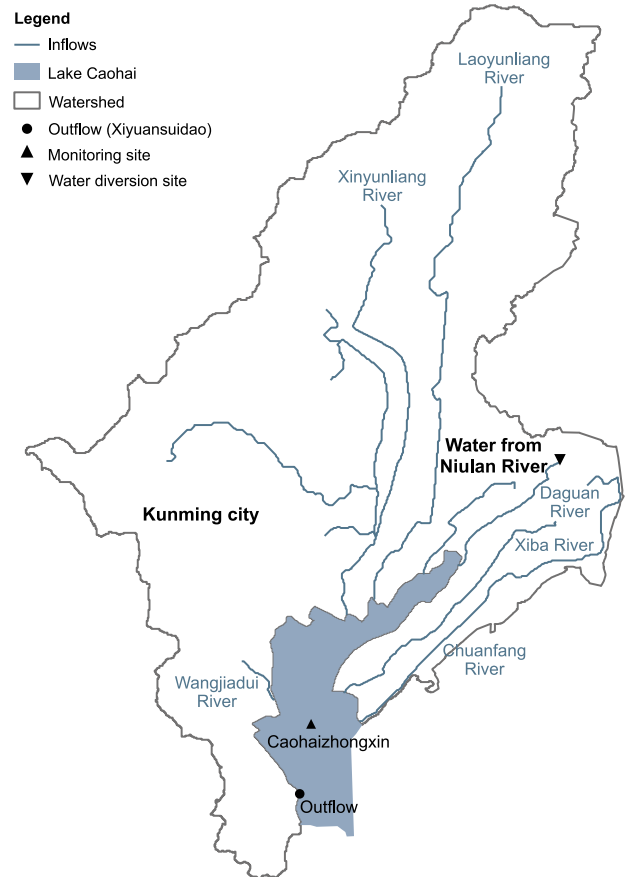 Legend
Inflows
Lake Caohai
Watershed
Outflow (Xiyuansuidao)
Monitoring site
Water diversion site
Laoyunliang
River
Xinyunliang
River
Water from
Niulan River
Daguan
River
Kunming city
Xiba River
Chuanfang
River
Wangjiadui
River
Caohaizhongxin
Outflow